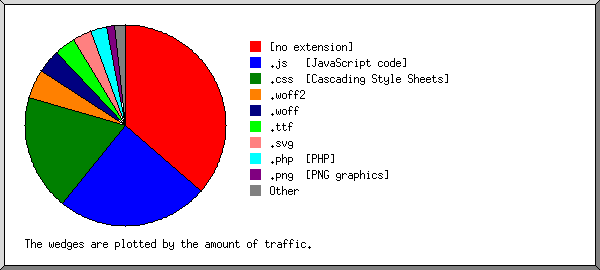 [no extension]
.js [JavaScript code]
.css [Cascading Style Sheets]
.woff2
.woff
.ttf
.svg
.php [PHP]
.png [PNG graphics]
Other
The wedges are plotted by the amount of traffic.